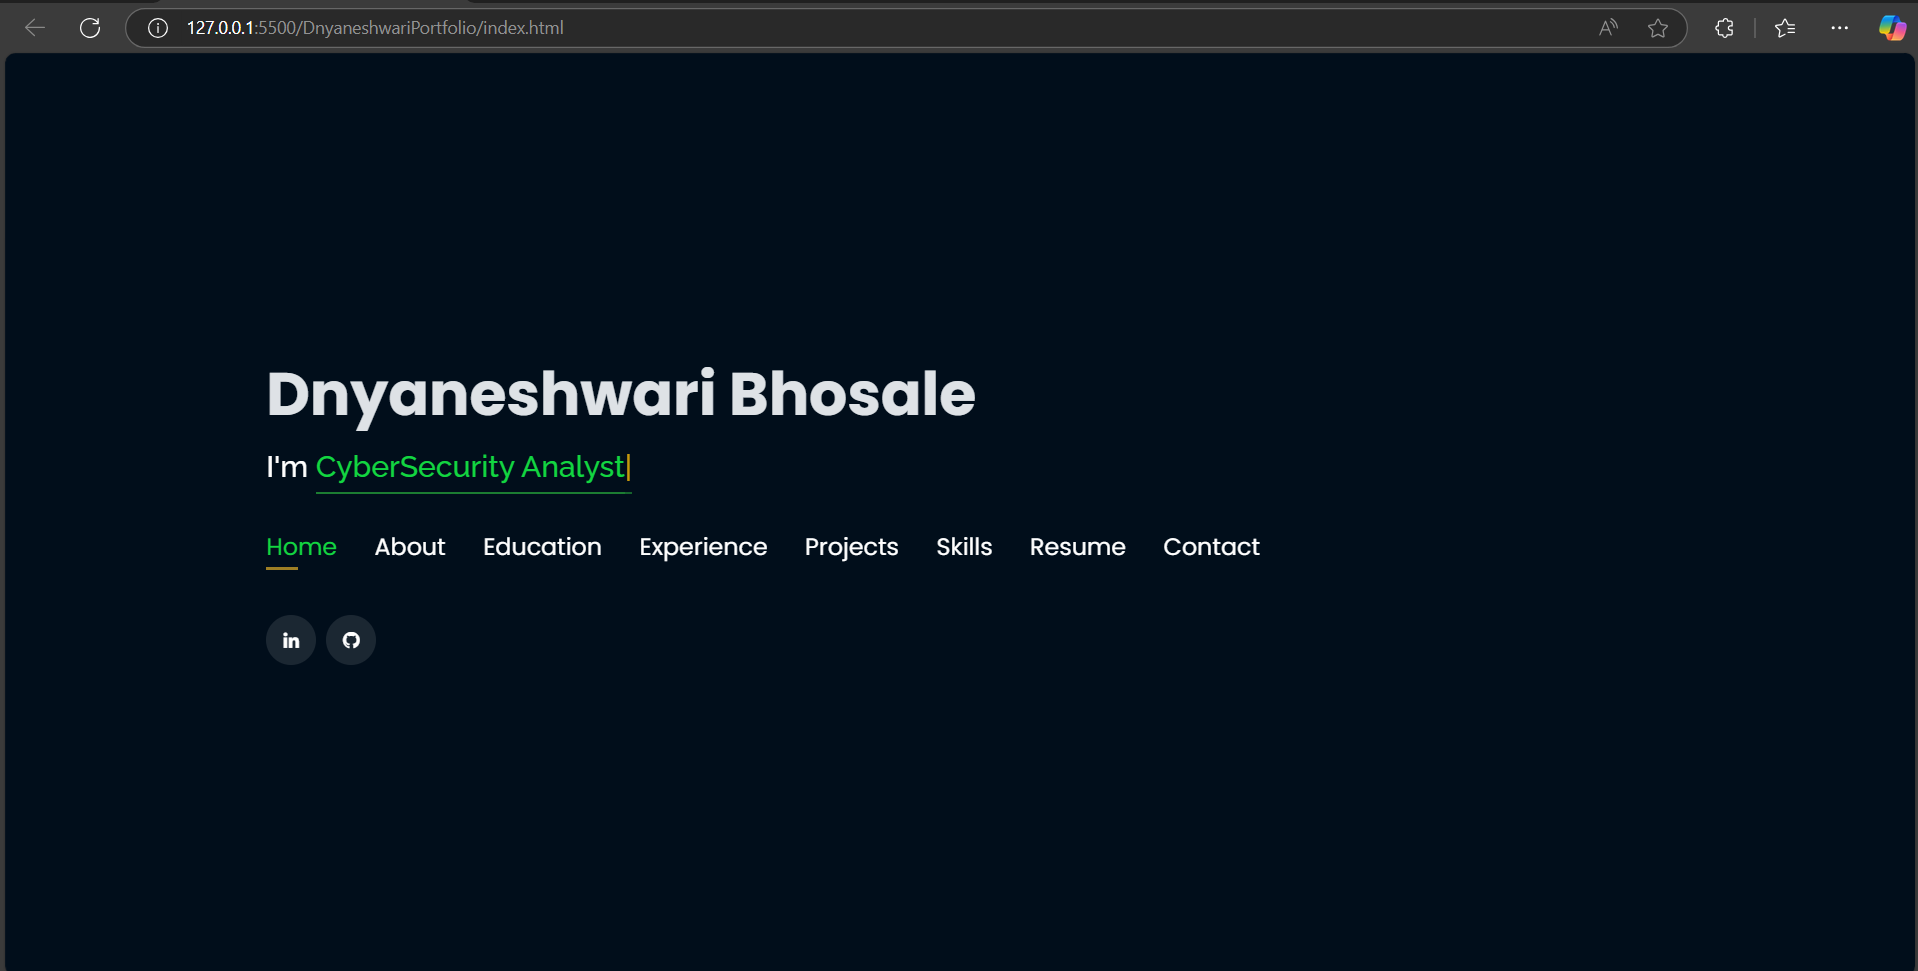 127.0.0.1:5500/DnyaneshwariPortfolio/index.html
Dnyaneshwari Bhosale
I'm CyberSecurity Analyst|
Home About Education Experience Projects Skills Resume Contact
in